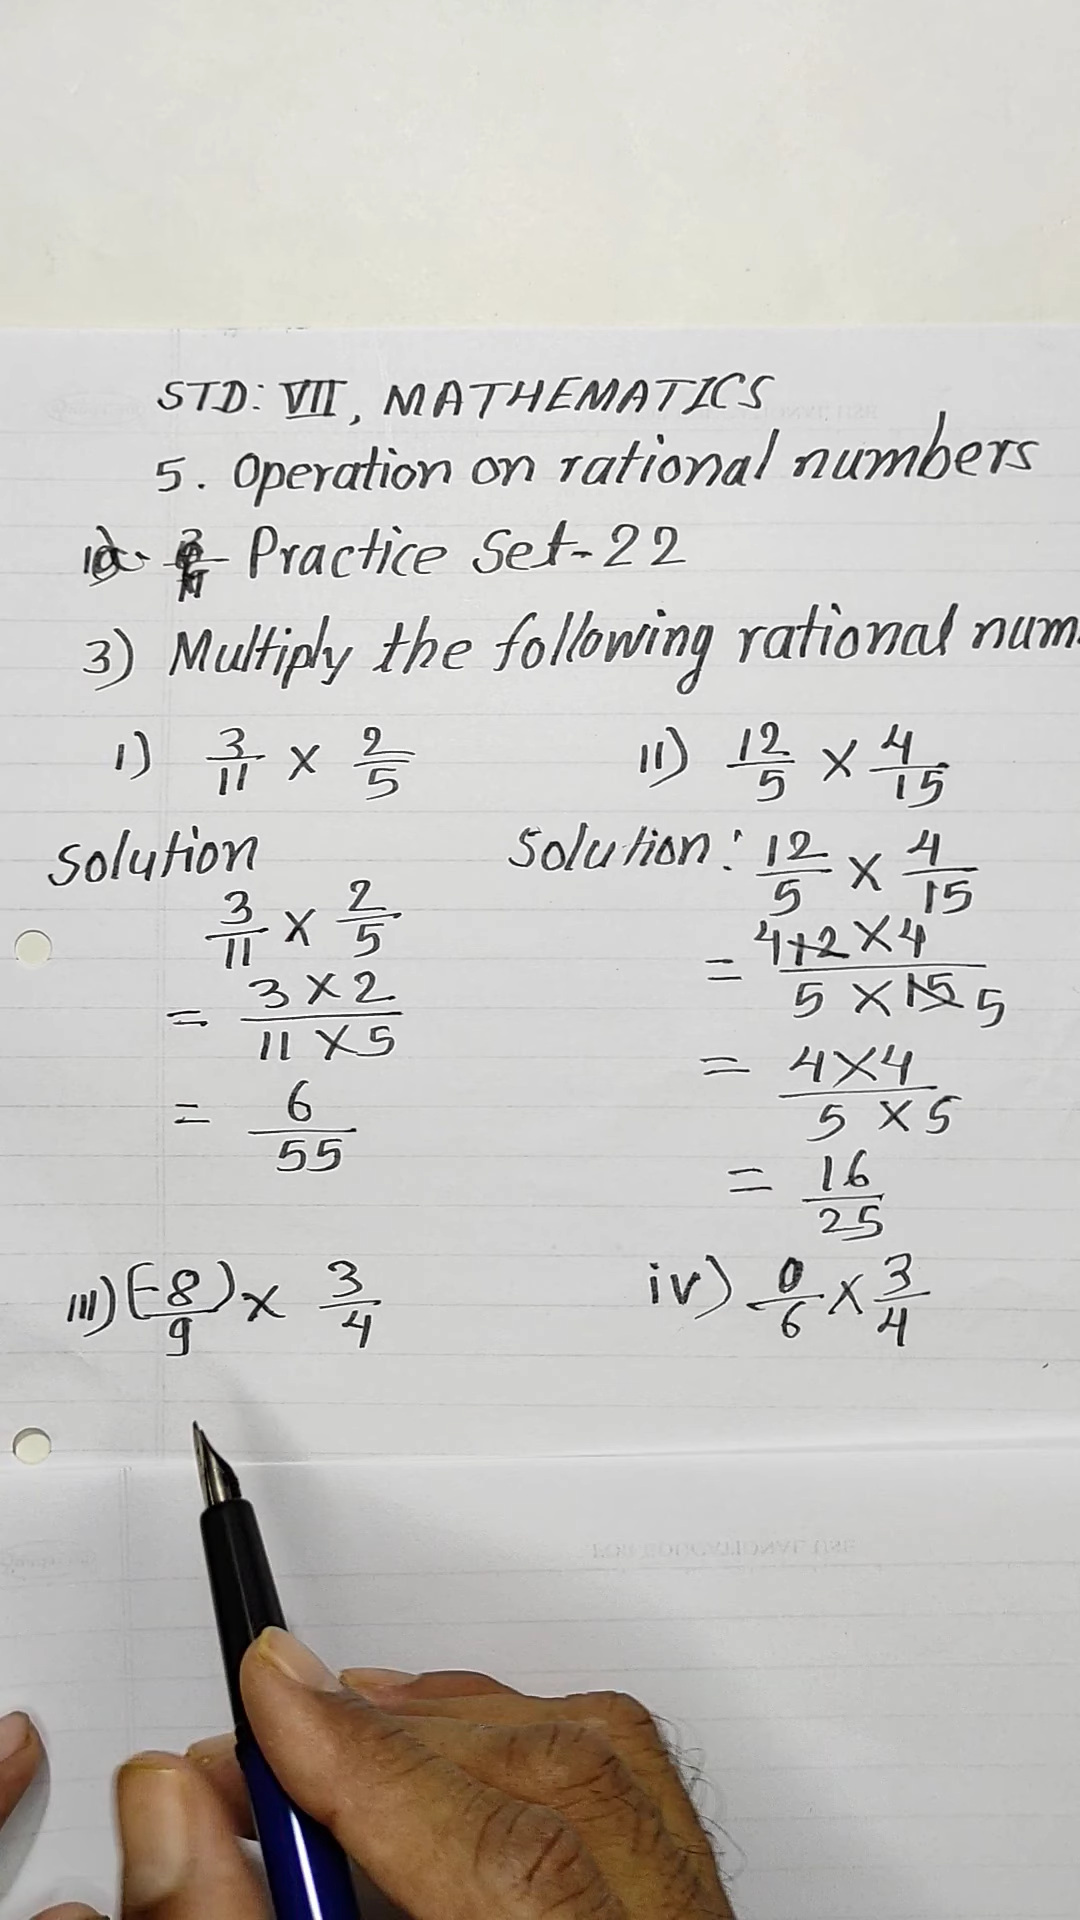 STD: VII, MATHEMATICS
5. Operation on rational numbers
Practice Set-22
3) Multiply the following rational num
i) 3/11 × 2/5
ii) 12/5 × 4/15
Solution
3/11 × 2/5
= 3 × 2 / 11 × 5
= 6/55
Solution: 12/5 × 4/15
= 4 12 × 4 / 5 × 15 5
= 4 × 4 / 5 × 5
= 16/25
iii) (-8)/9 × 3/4
iv) 0/6 × 3/4